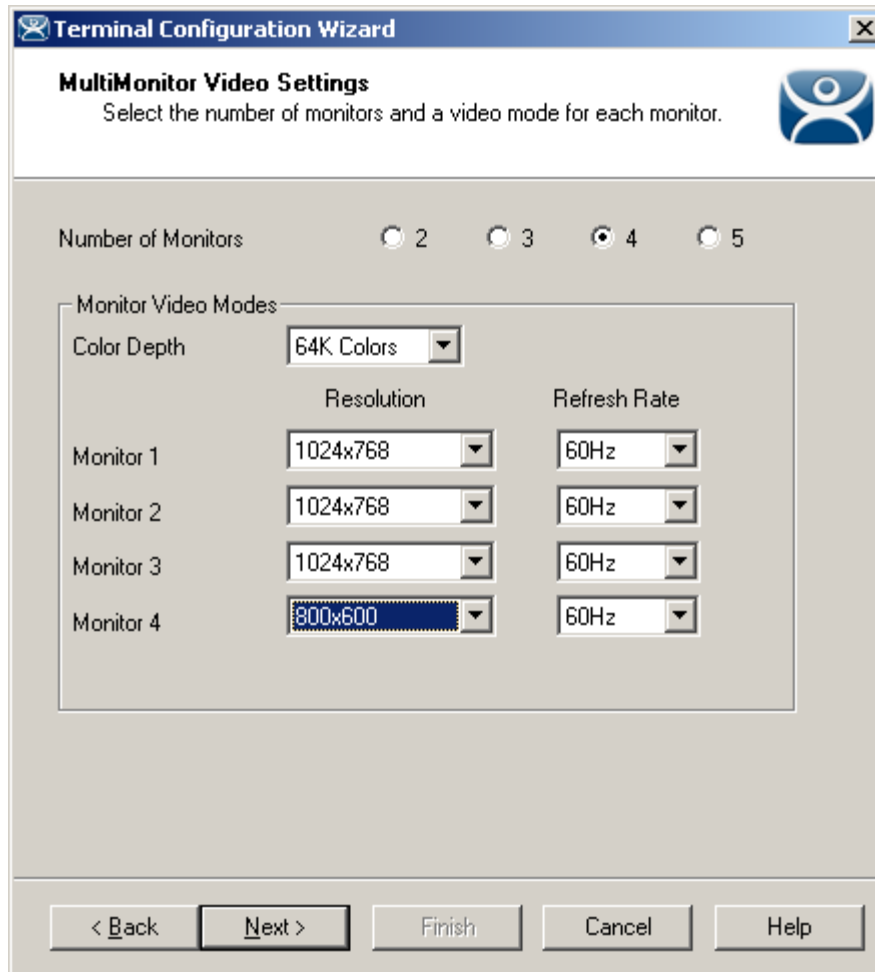 Terminal Configuration Wizard
MultiMonitor Video Settings
Select the number of monitors and a video mode for each monitor.
Number of Monitors 2 3 4 5
Monitor Video Modes
Color Depth 64K Colors
Resolution Refresh Rate
Monitor 1 1024x768 60Hz
Monitor 2 1024x768 60Hz
Monitor 3 1024x768 60Hz
Monitor 4 800x600 60Hz
< Back Next > Finish Cancel Help